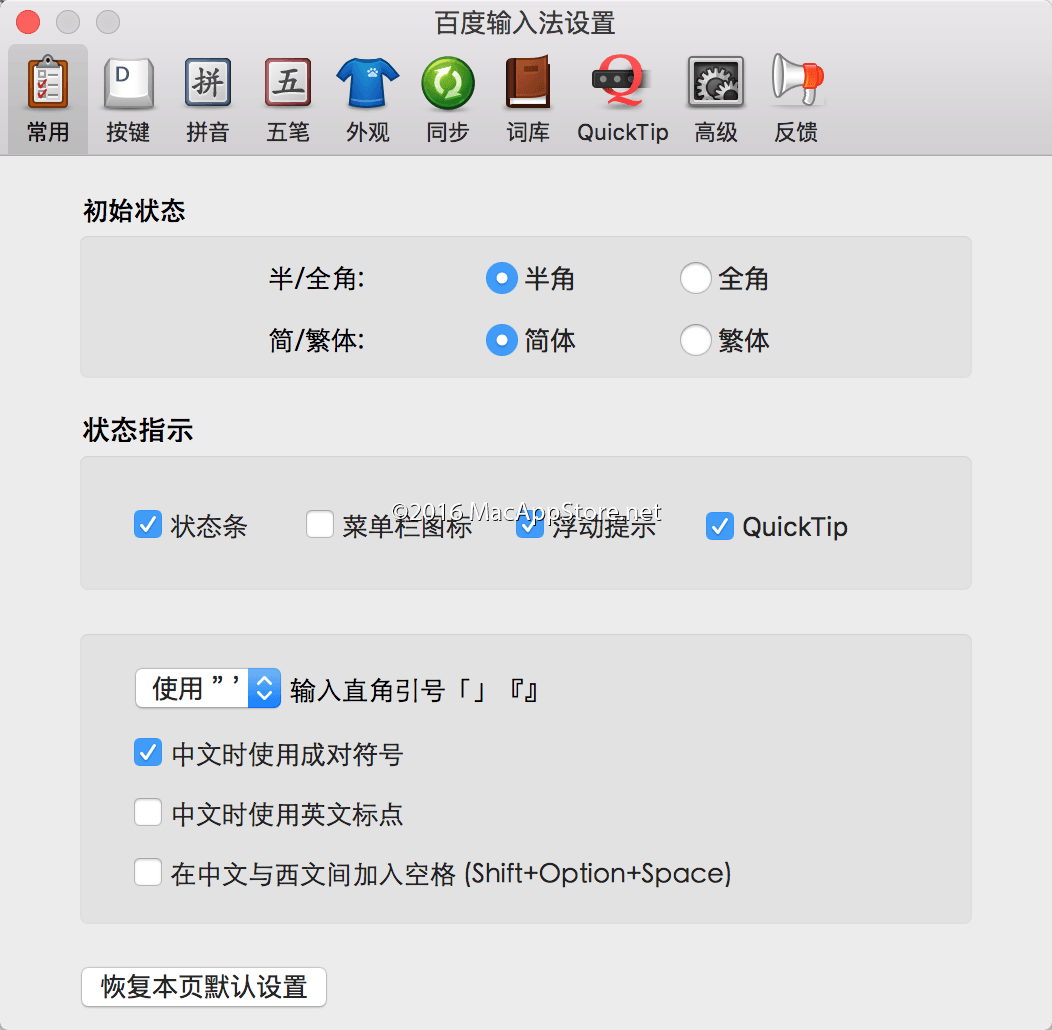 百度输入法设置
D 拼 五 Q
常用 按键 拼音 五笔 外观 同步 词库 QuickTip 高级 反馈
初始状态
半/全角: 半角 全角
简/繁体: 简体 繁体
状态指示
©2016 MacAppStore.net
状态条 菜单栏图标 浮动提示 QuickTip
使用 ” ’ 输入直角引号「」『』
中文时使用成对符号
中文时使用英文标点
在中文与西文间加入空格 (Shift+Option+Space)
恢复本页默认设置